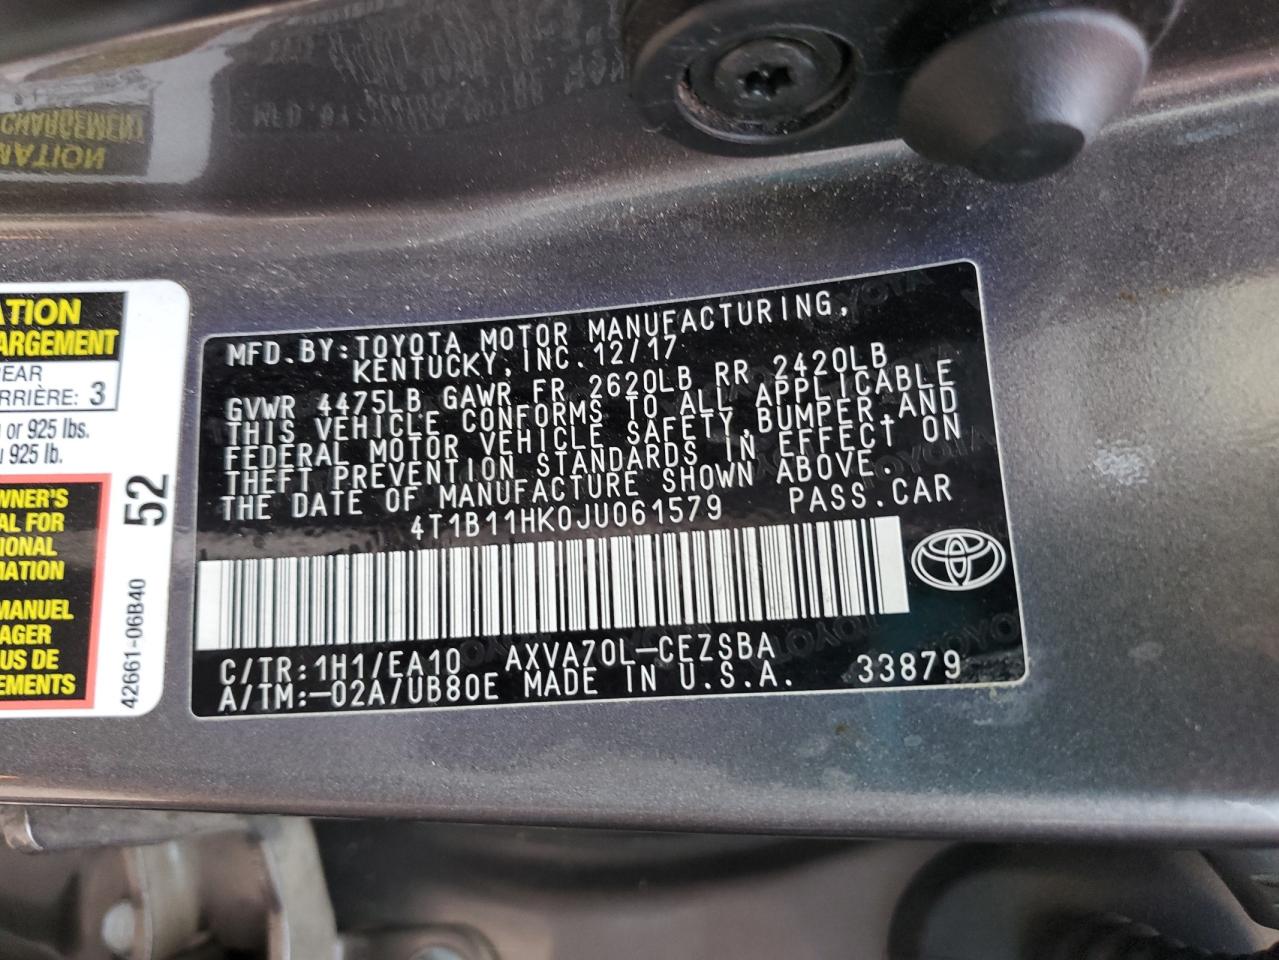 ATION
ARGEMENT
REAR
RRIÈRE: 3
or 925 lbs.
925 lb.
WNER'S
AL FOR
IONAL
MATION
MANUEL
AGER
US DE
EMENTS
52
42661-06B40
MFD.BY:TOYOTA MOTOR MANUFACTURING,
KENTUCKY,INC.12/17
GVWR 4475LB GAWR FR 2620LB RR 2420LB
THIS VEHICLE CONFORMS TO ALL APPLICABLE
FEDERAL MOTOR VEHICLE SAFETY,BUMPER,AND
THEFT PREVENTION STANDARDS IN EFFECT ON
THE DATE OF MANUFACTURE SHOWN ABOVE.
4T1B11HK0JU061579 PASS.CAR
C/TR:1H1/EA10 AXVA70L-CEZSBA
A/TM:-02A/UB80E MADE IN U.S.A. 33879